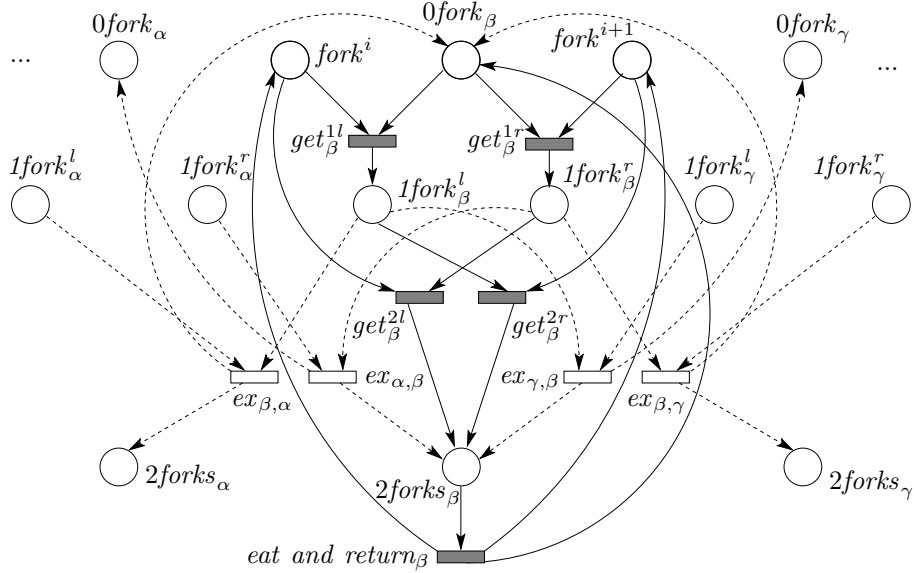 0fork_α 0fork_β fork^{i+1} 0fork_γ
... fork^i ...
get_β^{1l} get_β^{1r}
1fork_α^l 1fork_α^r 1fork_β^l 1fork_β^r 1fork_γ^l 1fork_γ^r
get_β^{2l} get_β^{2r}
ex_{β,α} ex_{α,β} ex_{γ,β} ex_{β,γ}
2forks_α 2forks_β 2forks_γ
eat and return_β